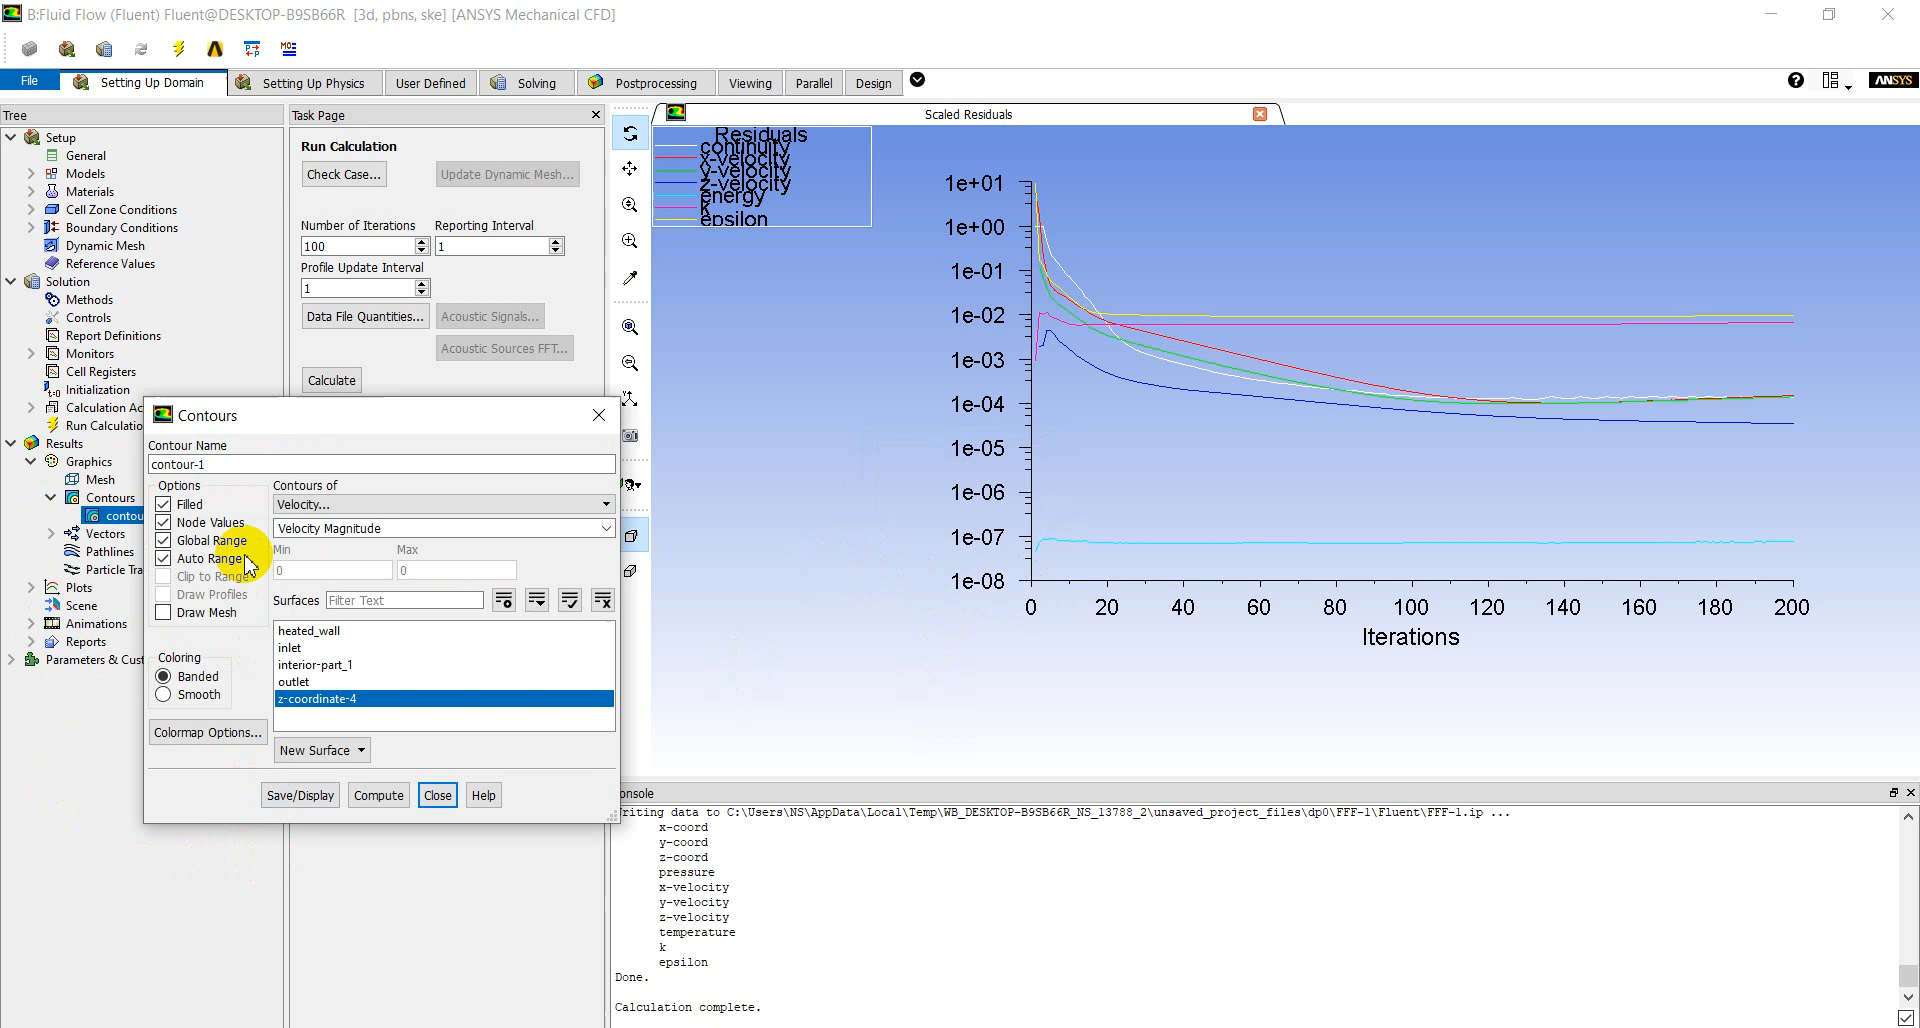 B:Fluid Flow (Fluent) Fluent@DESKTOP-B9SB66R [3d, pbns, ske] [ANSYS Mechanical CFD]
File
Setting Up Domain
Setting Up Physics
User Defined
Solving
Postprocessing
Viewing
Parallel
Design
ANSYS
Tree
Setup
General
Models
Materials
Cell Zone Conditions
Boundary Conditions
Dynamic Mesh
Reference Values
Solution
Methods
Controls
Report Definitions
Monitors
Cell Registers
Initialization
Calculation Ac
Run Calculatio
Results
Graphics
Mesh
Contours
contou
Vectors
Pathlines
Particle Tra
Plots
Scene
Animations
Reports
Parameters & Cust
Task Page
Run Calculation
Check Case...
Update Dynamic Mesh...
Number of Iterations
Reporting Interval
100
1
Profile Update Interval
1
Data File Quantities...
Acoustic Signals...
Acoustic Sources FFT...
Calculate
Contours
Contour Name
contour-1
Options
Filled
Node Values
Global Range
Auto Range
Clip to Range
Draw Profiles
Draw Mesh
Coloring
Banded
Smooth
Colormap Options...
Contours of
Velocity...
Velocity Magnitude
Min
Max
0
0
Surfaces
Filter Text
heated_wall
inlet
interior-part_1
outlet
z-coordinate-4
New Surface
Save/Display
Compute
Close
Help
Scaled Residuals
Residuals
continuity
x-velocity
y-velocity
z-velocity
energy
k
epsilon
1e+01
1e+00
1e-01
1e-02
1e-03
1e-04
1e-05
1e-06
1e-07
1e-08
0 20 40 60 80 100 120 140 160 180 200
Iterations
onsole
riting data to C:\Users\NS\AppData\Local\Temp\WB_DESKTOP-B9SB66R_NS_13788_2\unsaved_project_files\dp0\FFF-1\Fluent\FFF-1.ip ...
x-coord
y-coord
z-coord
pressure
x-velocity
y-velocity
z-velocity
temperature
k
epsilon
Done.
Calculation complete.